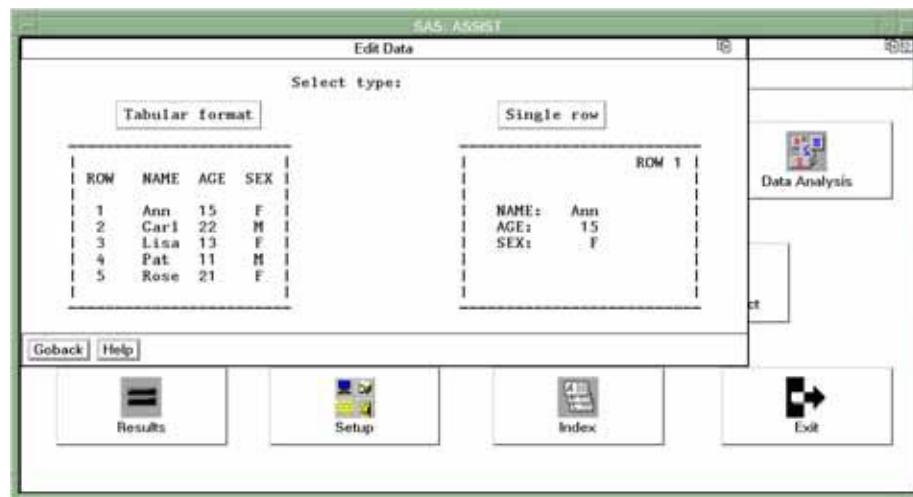 SAS: ASSIST
Edit Data
Select type:
Tabular format
ROW NAME AGE SEX
1 Ann 15 F
2 Carl 22 M
3 Lisa 13 F
4 Pat 11 M
5 Rose 21 F
Single row
ROW 1
NAME: Ann
AGE: 15
SEX: F
Data Analysis
ct
Goback Help
Results
Setup
Index
Exit